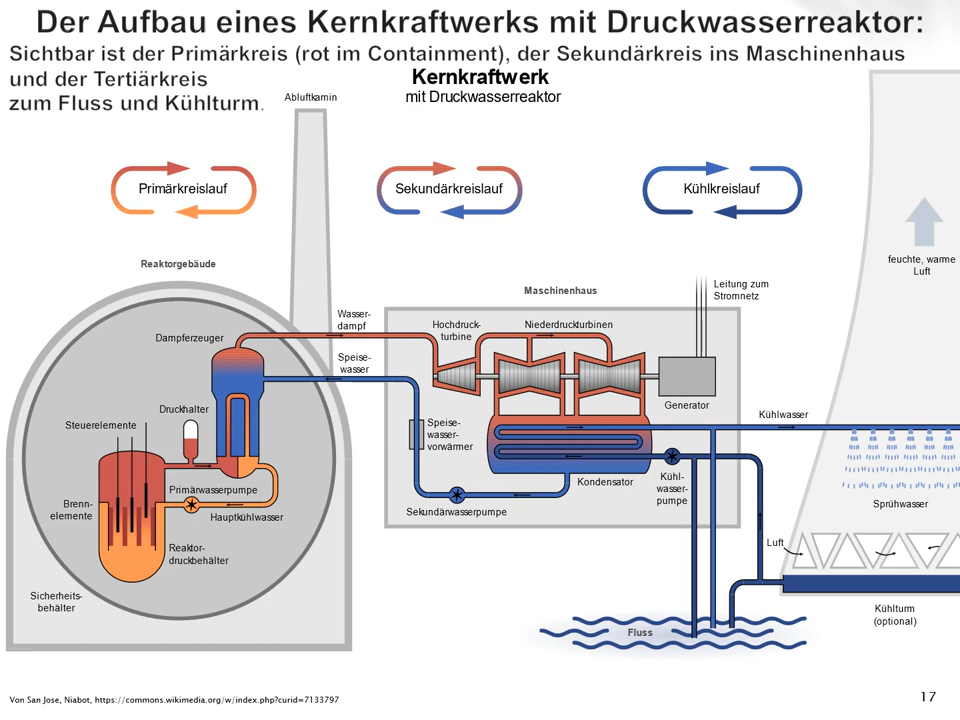 Der Aufbau eines Kernkraftwerks mit Druckwasserreaktor:
Sichtbar ist der Primärkreis (rot im Containment), der Sekundärkreis ins Maschinenhaus
und der Tertiärkreis
zum Fluss und Kühlturm.
Kernkraftwerk
mit Druckwasserreaktor
Abluftkamin
Primärkreislauf
Sekundärkreislauf
Kühlkreislauf
feuchte, warme
Luft
Reaktorgebäude
Maschinenhaus
Leitung zum
Stromnetz
Wasser-
dampf
Hochdruck-
turbine
Niederdruckturbinen
Dampferzeuger
Speise-
wasser
Druckhalter
Generator
Kühlwasser
Steuerelemente
Speise-
wasser-
vorwärmer
Kondensator
Kühl-
wasser-
pumpe
Primärwasserpumpe
Brenn-
elemente
Hauptkühlwasser
Sekundärwasserpumpe
Sprühwasser
Reaktor-
druckbehälter
Luft
Sicherheits-
behälter
Kühlturm
(optional)
Fluss
Von San Jose, Niabot, https://commons.wikimedia.org/w/index.php?curid=7133797
17